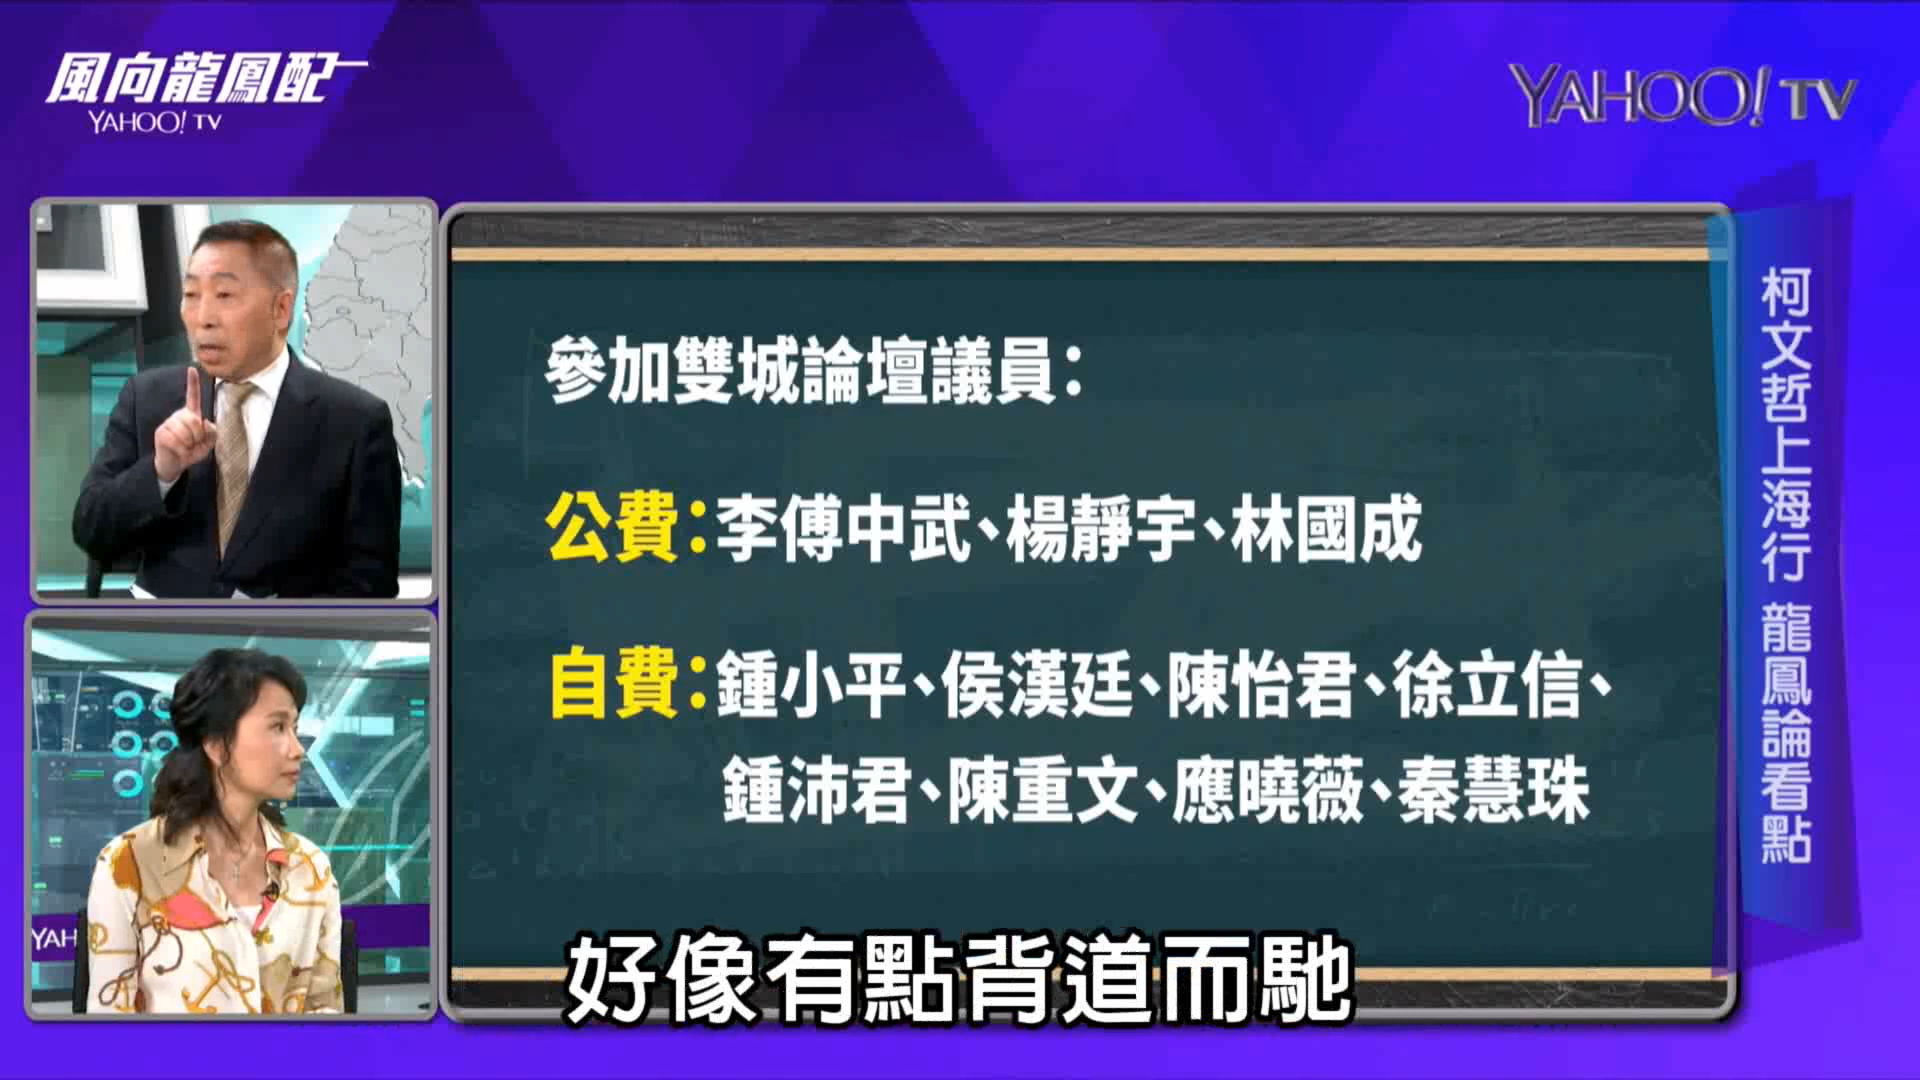 風向龍鳳配
YAHOO! TV
YAHOO! TV
參加雙城論壇議員：
公費：李傅中武、楊靜宇、林國成
自費：鍾小平、侯漢廷、陳怡君、徐立信、
鍾沛君、陳重文、應曉薇、秦慧珠
柯文哲上海行 龍鳳論看點
YAH
好像有點背道而馳